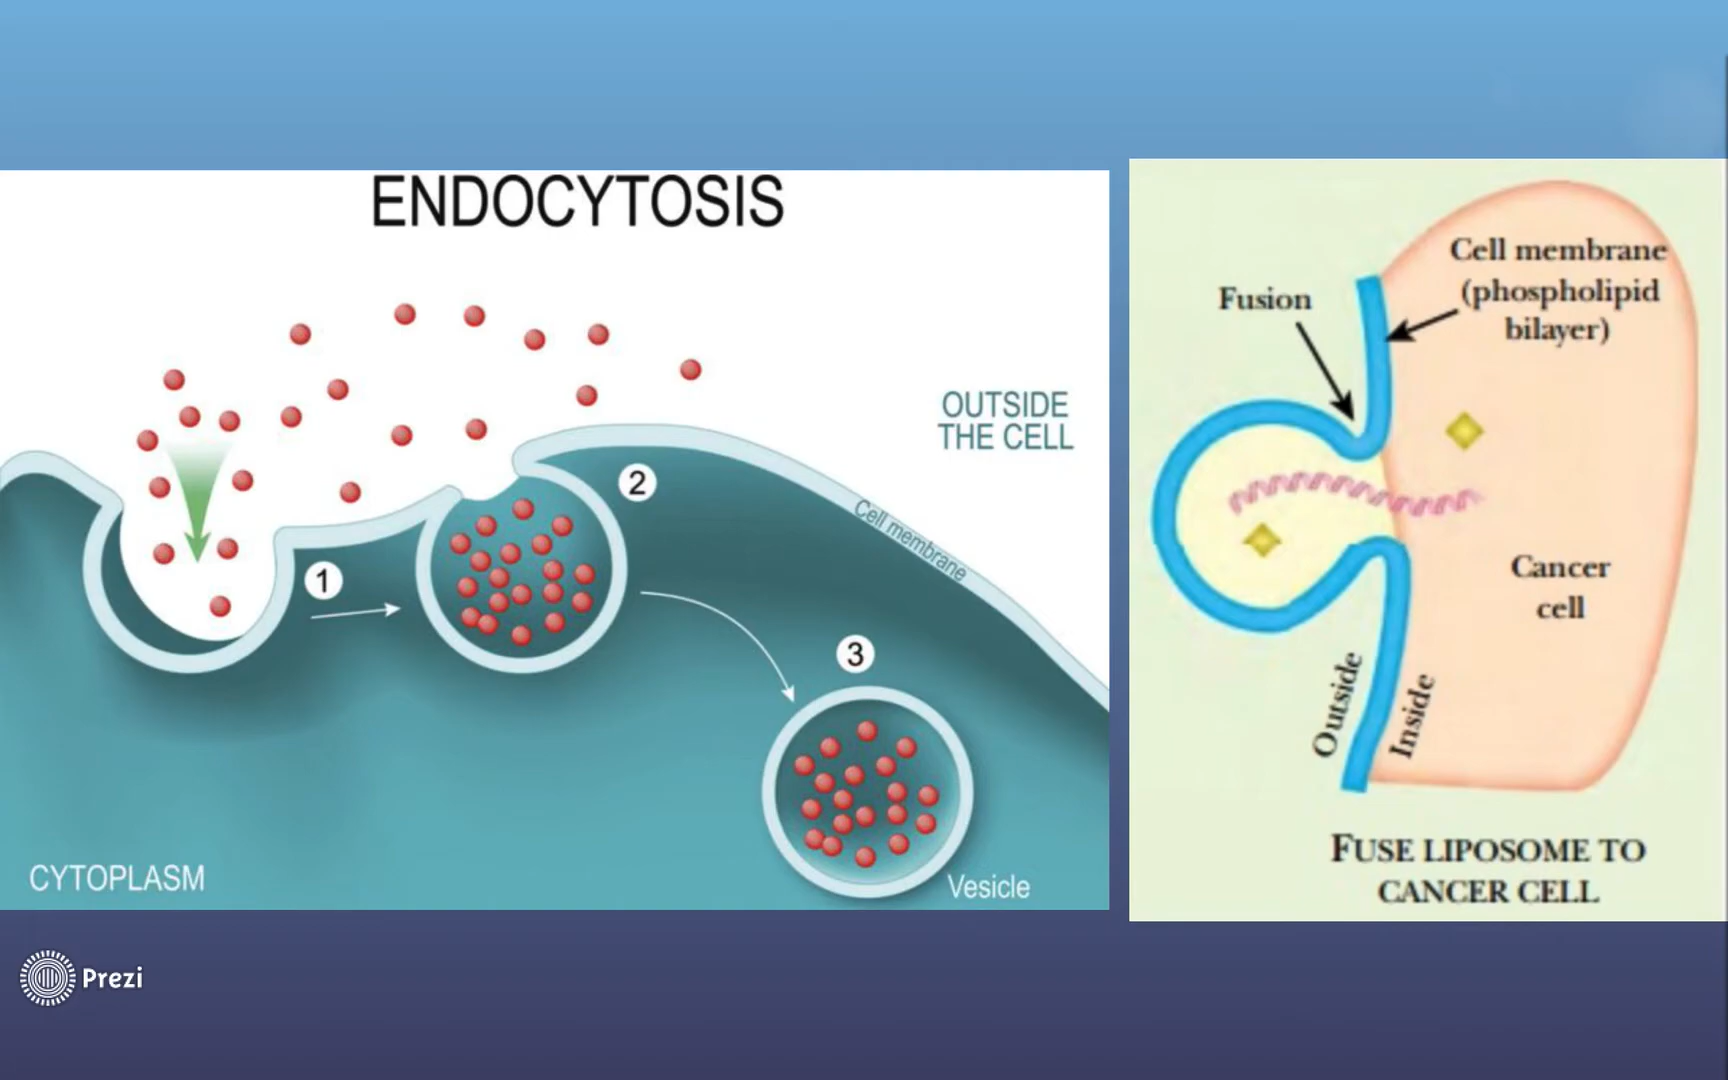 ENDOCYTOSIS
OUTSIDE
THE CELL
Cell membrane
1
2
3
CYTOPLASM
Vesicle
Fusion
Cell membrane
(phospholipid
bilayer)
Cancer
cell
Outside
Inside
FUSE LIPOSOME TO
CANCER CELL
Prezi